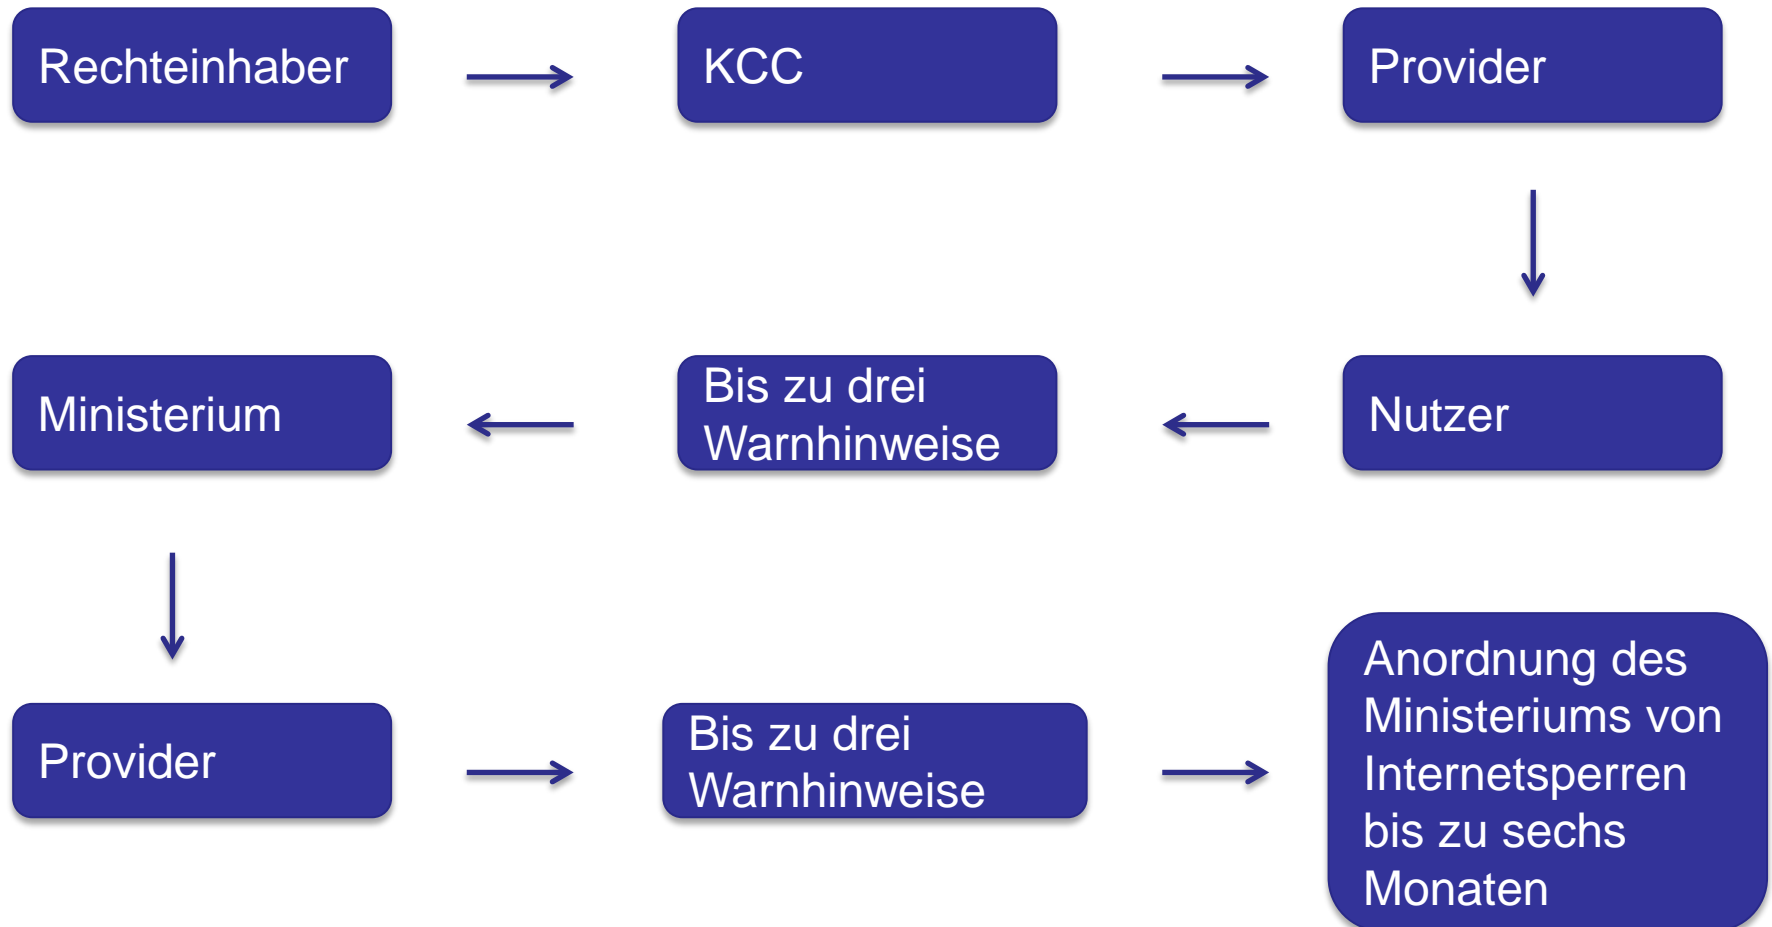 Rechteinhaber
KCC
Provider
Nutzer
Bis zu drei
Warnhinweise
Ministerium
Provider
Bis zu drei
Warnhinweise
Anordnung des
Ministeriums von
Internetsperren
bis zu sechs
Monaten